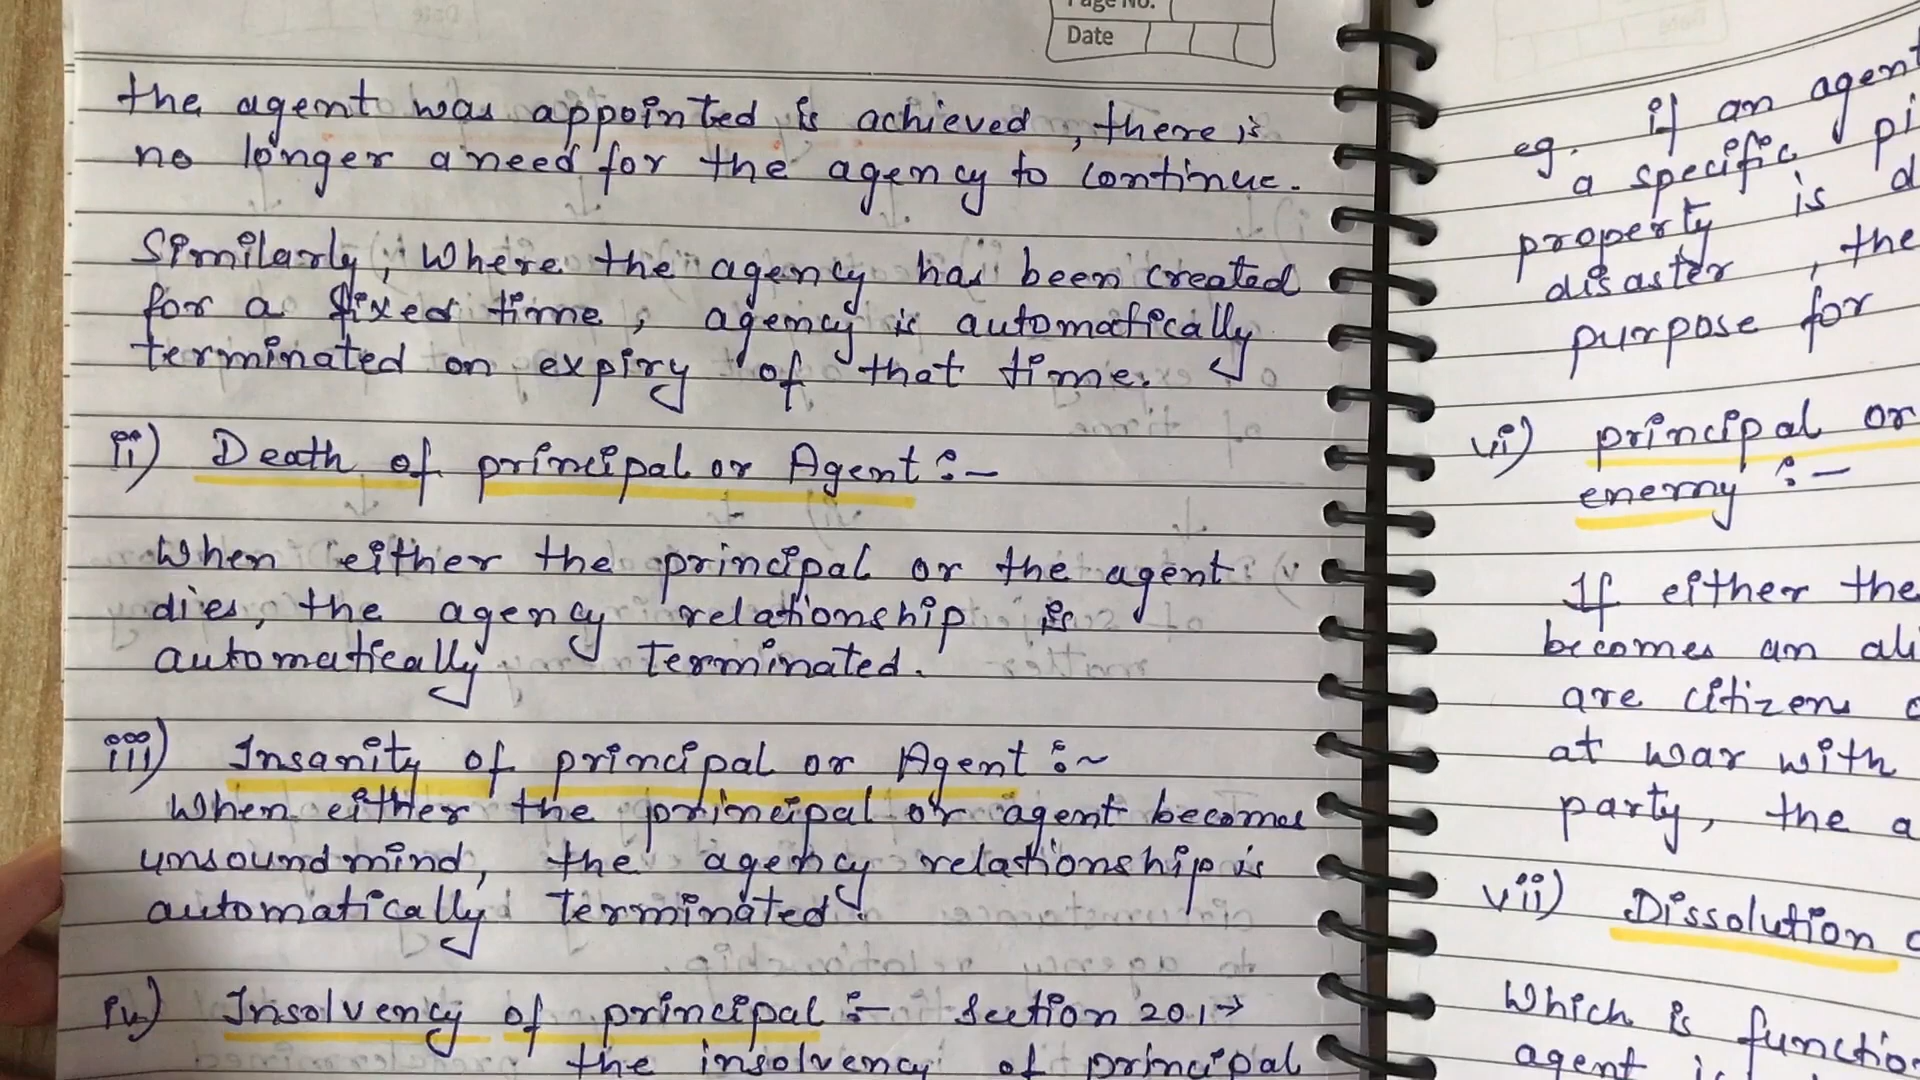 Page No.
Date
the agent was appointed is achieved, there is
no longer a need for the agency to continue.
Similarly, where the agency has been created
for a fixed time, agency is automatically
terminated on expiry of that time.
ii) Death of principal or Agent :-
When either the principal or the agent
dies, the agency relationship is
automatically terminated.
iii) Insanity of principal or Agent :~
When either the principal or agent becomes
unsound mind, the agency relationship is
automatically terminated.
iv) Insolvency of principal :- Section 201→
the insolvency of principal
eg. if an agent
a specific pi
property is d
disaster, the
purpose for
vi) principal or
enemy :-
If either the
becomes an ali
are citizens
at war with
party, the a
vii) Dissolution
Which is functio
agent is